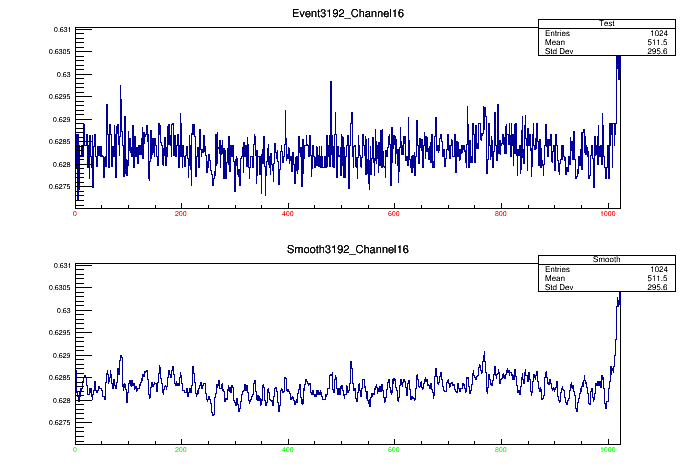 Event3192_Channel16
Test
Entries 1024
Mean 511.5
Std Dev 295.6
0.631
0.6305
0.63
0.6295
0.629
0.6285
0.628
0.6275
0 200 400 600 800 1000
Smooth3192_Channel16
Smooth
Entries 1024
Mean 511.5
Std Dev 295.6
0.631
0.6305
0.63
0.6295
0.629
0.6285
0.628
0.6275
0 200 400 600 800 1000